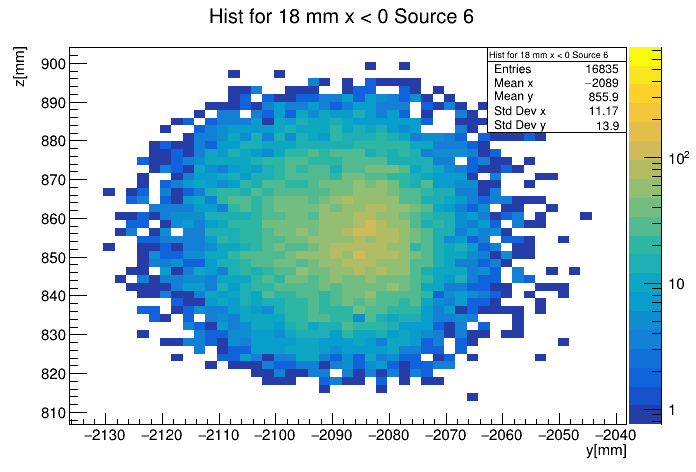 Hist for 18 mm x < 0 Source 6
z[mm]
900
890
880
870
860
850
840
830
820
810
Hist for 18 mm x < 0 Source 6
Entries 16835
Mean x −2089
Mean y 855.9
Std Dev x 11.17
Std Dev y 13.9
10²
10
1
−2130 −2120 −2110 −2100 −2090 −2080 −2070 −2060 −2050 −2040
y[mm]